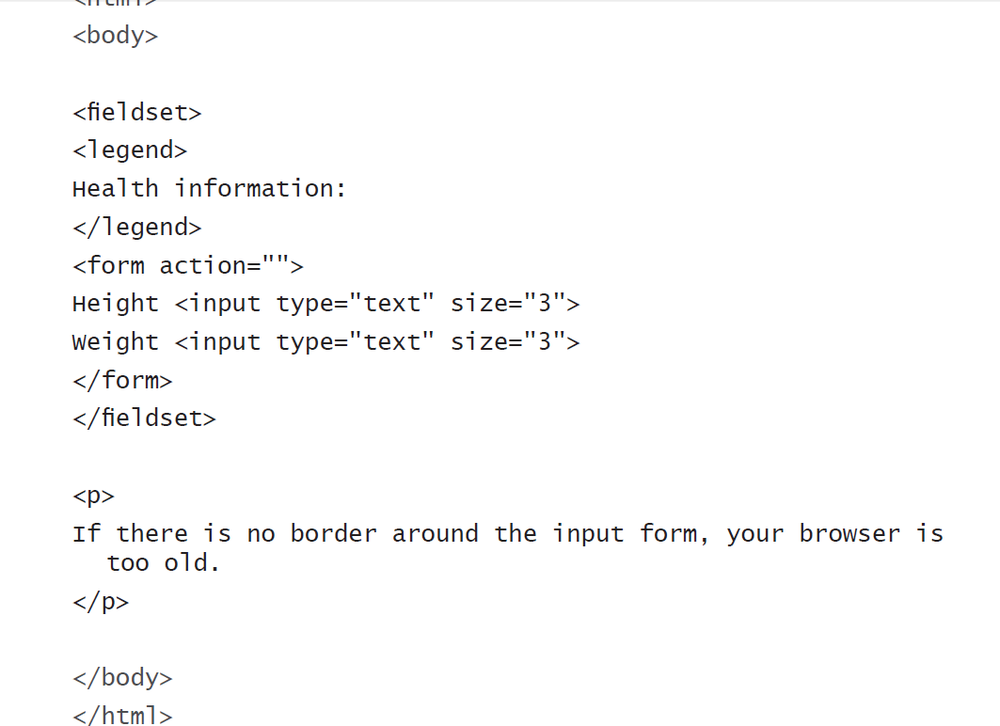 <html>
<body>
<fieldset>
<legend>
Health information:
</legend>
<form action="">
Height <input type="text" size="3">
Weight <input type="text" size="3">
</form>
</fieldset>
<p>
If there is no border around the input form, your browser is
too old.
</p>
</body>
</html>